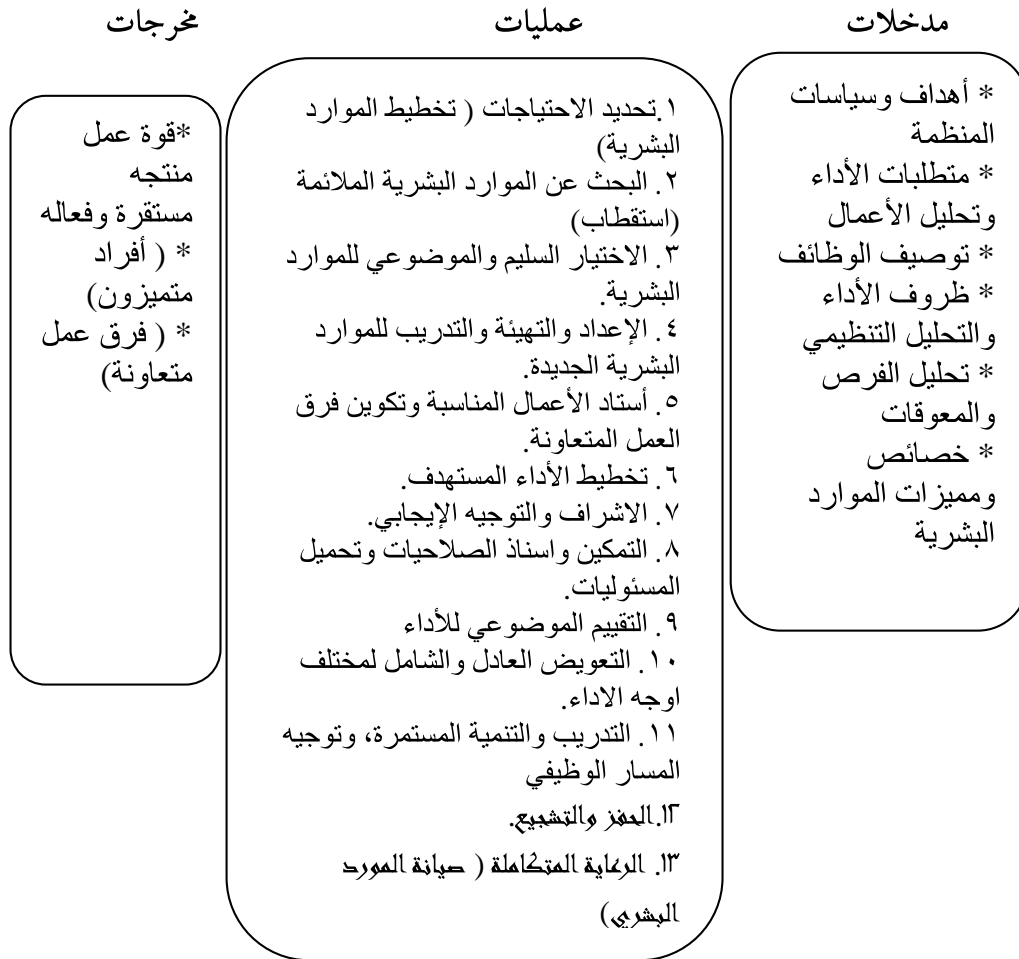 مدخلات
* أهداف وسياسات
المنظمة
* متطلبات الأداء
وتحليل الأعمال
* توصيف الوظائف
* ظروف الأداء
والتحليل التنظيمي
* تحليل الفرص
والمعوقات
* خصائص
ومميزات الموارد
البشرية
عمليات
١.تحديد الاحتياجات ( تخطيط الموارد
البشرية)
٢. البحث عن الموارد البشرية الملائمة
(استقطاب)
٣. الاختيار السليم والموضوعي للموارد
البشرية.
٤. الإعداد والتهيئة والتدريب للموارد
البشرية الجديدة.
٥. أستاد الأعمال المناسبة وتكوين فرق
العمل المتعاونة.
٦. تخطيط الأداء المستهدف.
٧. الاشراف والتوجيه الإيجابي.
٨. التمكين واسناذ الصلاحيات وتحميل
المسئوليات.
٩. التقييم الموضوعي للأداء
١٠. التعويض العادل والشامل لمختلف
اوجه الاداء.
١١. التدريب والتنمية المستمرة، وتوجيه
المسار الوظيفي
١٢.الحفز والتشجيع.
١٣. الرعاية المتكاملة ( صيانة المورد
البشري)
مخرجات
*قوة عمل
منتجه
مستقرة وفعاله
* ( أفراد
متميزون)
* ( فرق عمل
متعاونة)